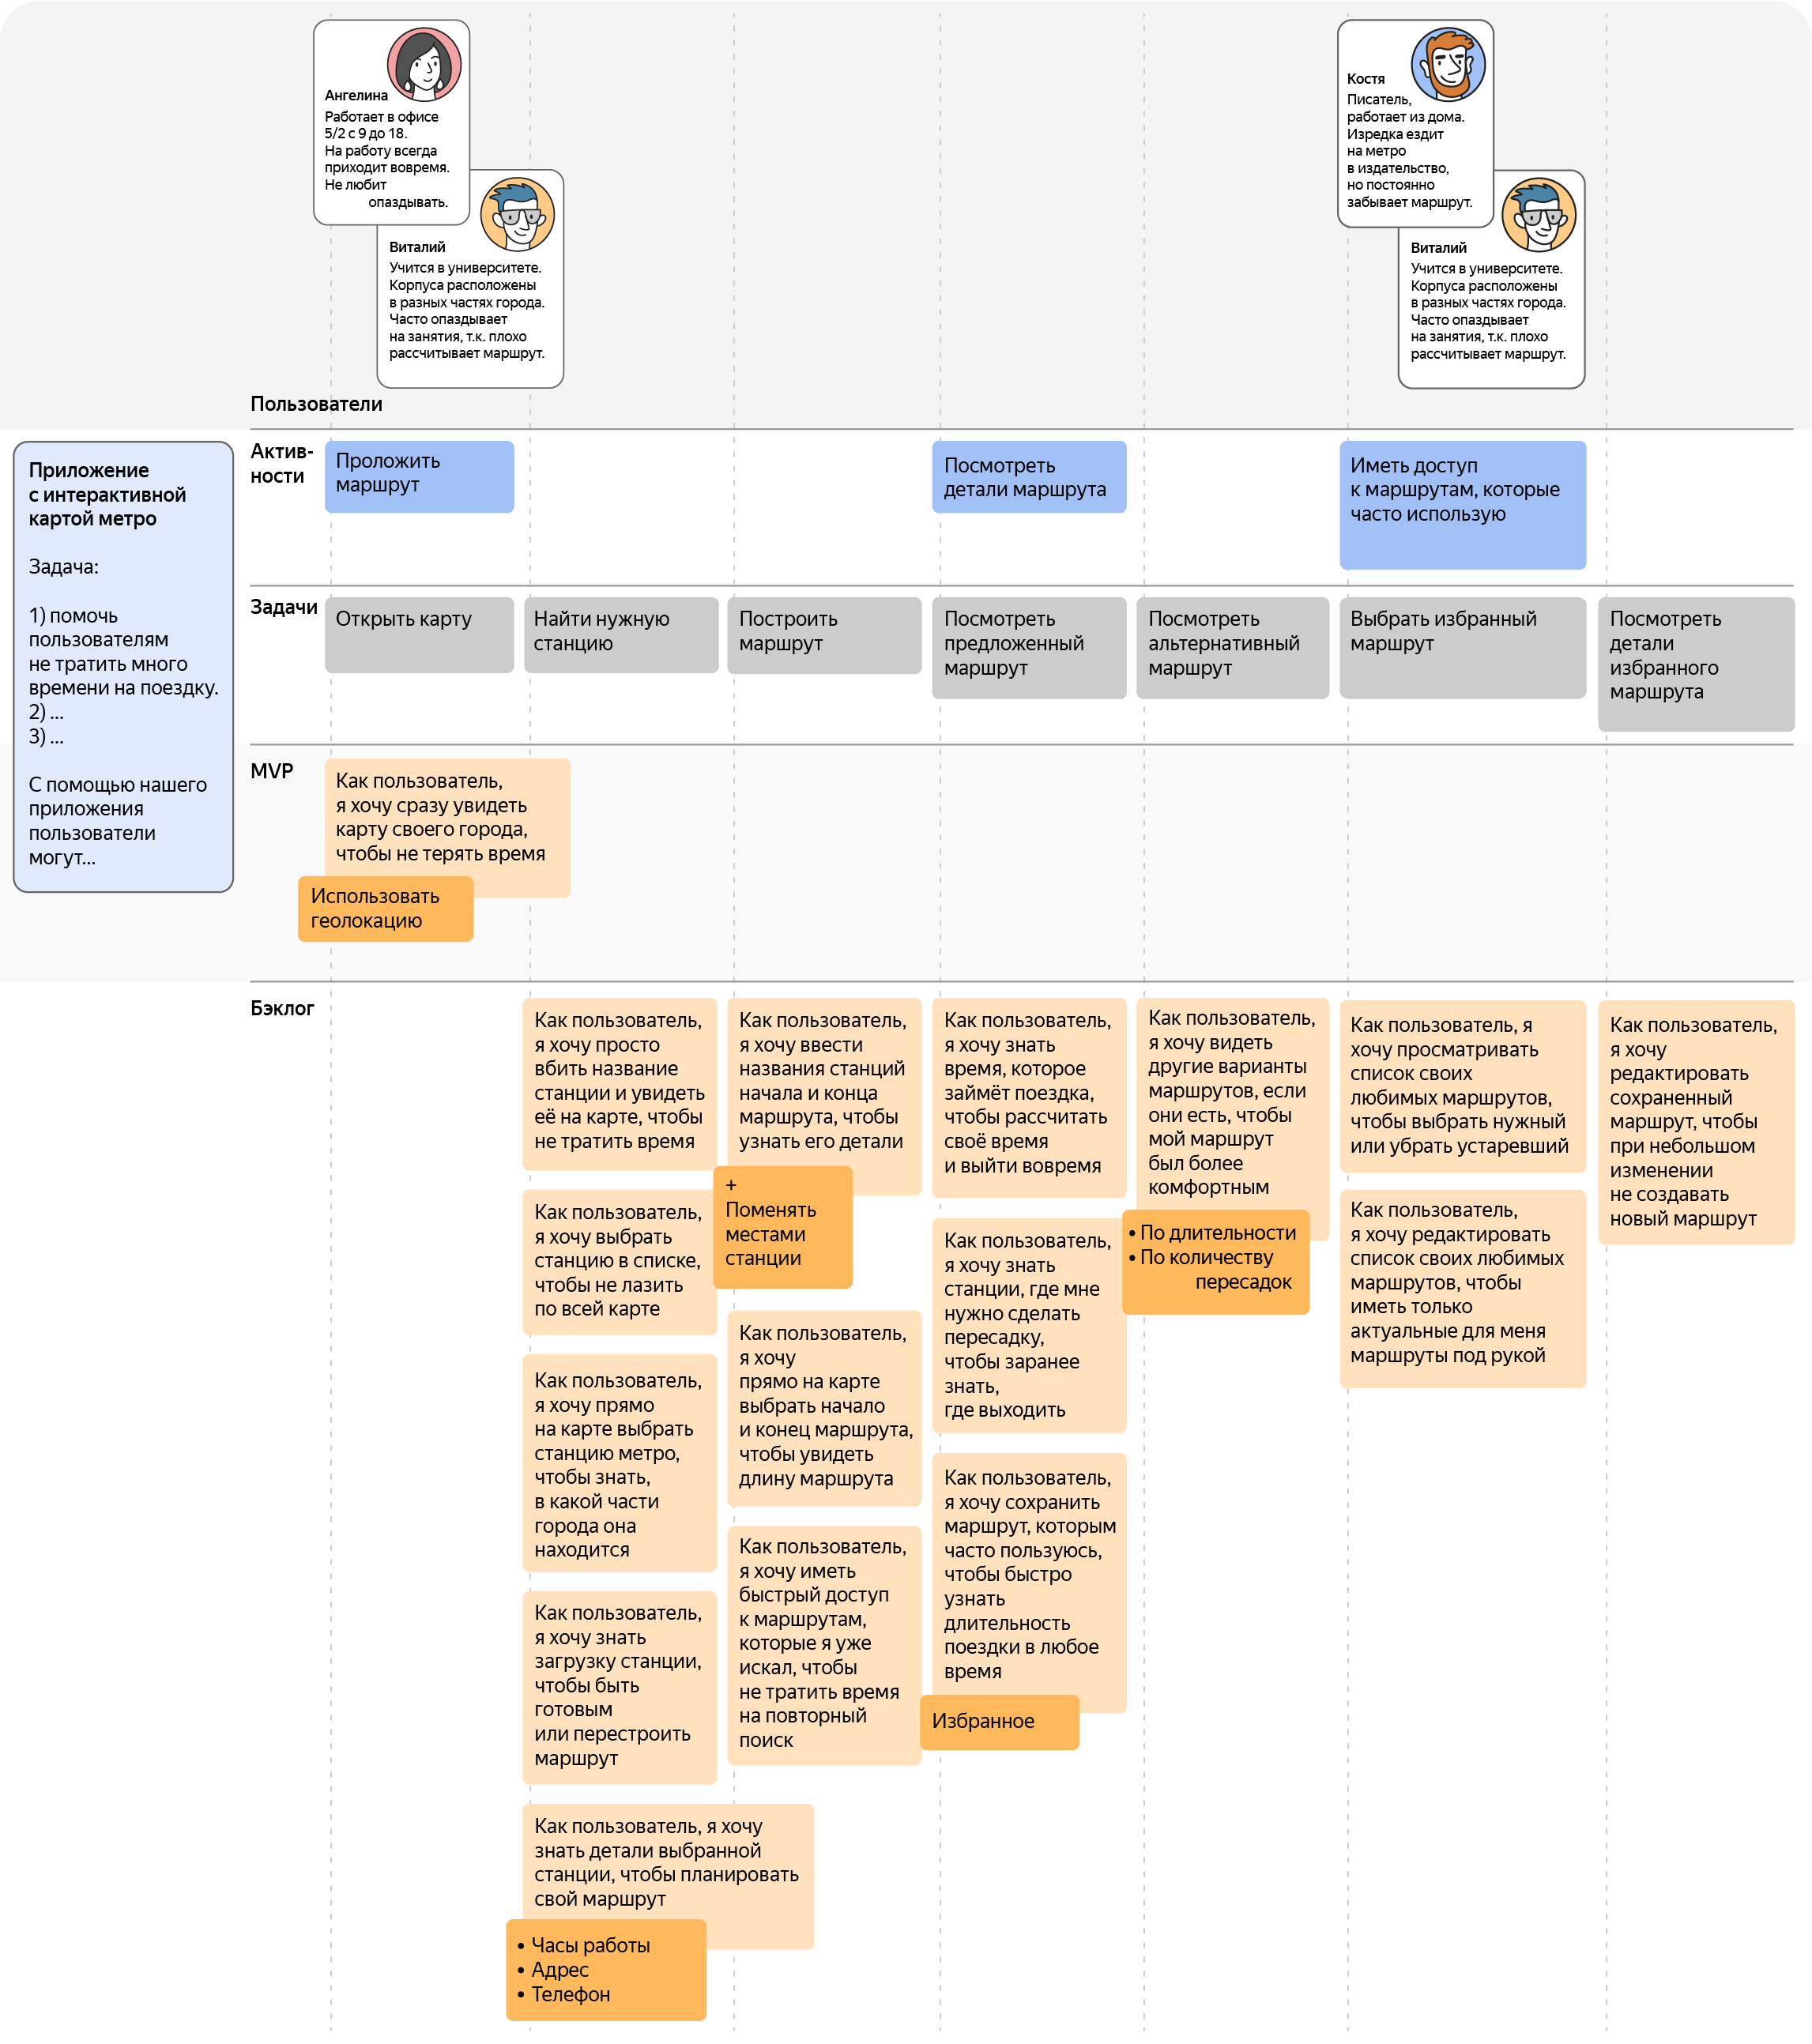 Ангелина
Работает в офисе
5/2 с 9 до 18.
На работу всегда
приходит вовремя.
Не любит
опаздывать.
Виталий
Учится в университете.
Корпуса расположены
в разных частях города.
Часто опаздывает
на занятия, т.к. плохо
рассчитывает маршрут.
Костя
Писатель,
работает из дома.
Изредка ездит
на метро
в издательство,
но постоянно
забывает маршрут.
Виталий
Учится в университете.
Корпуса расположены
в разных частях города.
Часто опаздывает
на занятия, т.к. плохо
рассчитывает маршрут.
Пользователи
Приложение
с интерактивной
картой метро
Задача:
1) помочь
пользователям
не тратить много
времени на поездку.
2) ...
3) ...
С помощью нашего
приложения
пользователи
могут...
Актив-
ности
Проложить
маршрут
Посмотреть
детали маршрута
Иметь доступ
к маршрутам, которые
часто использую
Задачи
Открыть карту
Найти нужную
станцию
Построить
маршрут
Посмотреть
предложенный
маршрут
Посмотреть
альтернативный
маршрут
Выбрать избранный
маршрут
Посмотреть
детали
избранного
маршрута
MVP
Как пользователь,
я хочу сразу увидеть
карту своего города,
чтобы не терять время
Использовать
геолокацию
Бэклог
Как пользователь,
я хочу просто
вбить название
станции и увидеть
её на карте, чтобы
не тратить время
Как пользователь,
я хочу выбрать
станцию в списке,
чтобы не лазить
по всей карте
Как пользователь,
я хочу прямо
на карте выбрать
станцию метро,
чтобы знать,
в какой части
города она
находится
Как пользователь,
я хочу знать
загрузку станции,
чтобы быть
готовым
или перестроить
маршрут
Как пользователь, я хочу
знать детали выбранной
станции, чтобы планировать
свой маршрут
• Часы работы
• Адрес
• Телефон
Как пользователь,
я хочу ввести
названия станций
начала и конца
маршрута, чтобы
узнать его детали
+
Поменять
местами
станции
Как пользователь,
я хочу
прямо на карте
выбрать начало
и конец маршрута,
чтобы увидеть
длину маршрута
Как пользователь,
я хочу иметь
быстрый доступ
к маршрутам,
которые я уже
искал, чтобы
не тратить время
на повторный
поиск
Как пользователь,
я хочу знать
время, которое
займёт поездка,
чтобы рассчитать
своё время
и выйти вовремя
Как пользователь,
я хочу знать
станции, где мне
нужно сделать
пересадку,
чтобы заранее
знать,
где выходить
Как пользователь,
я хочу сохранить
маршрут, которым
часто пользуюсь,
чтобы быстро
узнать
длительность
поездки в любое
время
Избранное
Как пользователь,
я хочу видеть
другие варианты
маршрутов, если
они есть, чтобы
мой маршрут
был более
комфортным
• По длительности
• По количеству
пересадок
Как пользователь, я
хочу просматривать
список своих
любимых маршрутов,
чтобы выбрать нужный
или убрать устаревший
Как пользователь,
я хочу редактировать
список своих любимых
маршрутов, чтобы
иметь только
актуальные для меня
маршруты под рукой
Как пользователь,
я хочу
редактировать
сохраненный
маршрут, чтобы
при небольшом
изменении
не создавать
новый маршрут